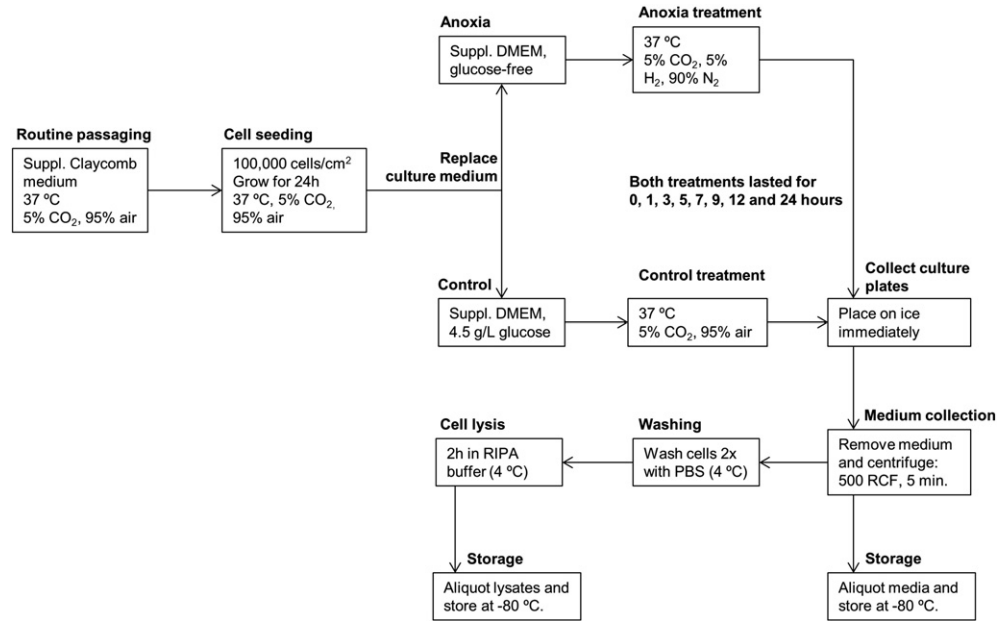 Routine passaging
Suppl. Claycomb
medium
37 ºC
5% CO₂, 95% air
Cell seeding
100,000 cells/cm²
Grow for 24h
37 ºC, 5% CO₂,
95% air
Replace
culture medium
Anoxia
Suppl. DMEM,
glucose-free
Anoxia treatment
37 ºC
5% CO₂, 5%
H₂, 90% N₂
Both treatments lasted for
0, 1, 3, 5, 7, 9, 12 and 24 hours
Control
Suppl. DMEM,
4.5 g/L glucose
Control treatment
37 ºC
5% CO₂, 95% air
Collect culture
plates
Place on ice
immediately
Medium collection
Remove medium
and centrifuge:
500 RCF, 5 min.
Washing
Wash cells 2x
with PBS (4 ºC)
Cell lysis
2h in RIPA
buffer (4 ºC)
Storage
Aliquot lysates and
store at -80 ºC.
Storage
Aliquot media and
store at -80 ºC.